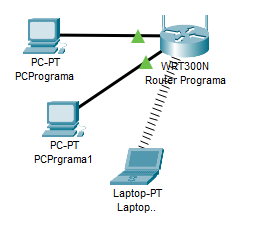 PC-PT
PCPrograma
WRT300N
Router Programa
PC-PT
PCPrgrama1
Laptop-PT
Laptop..